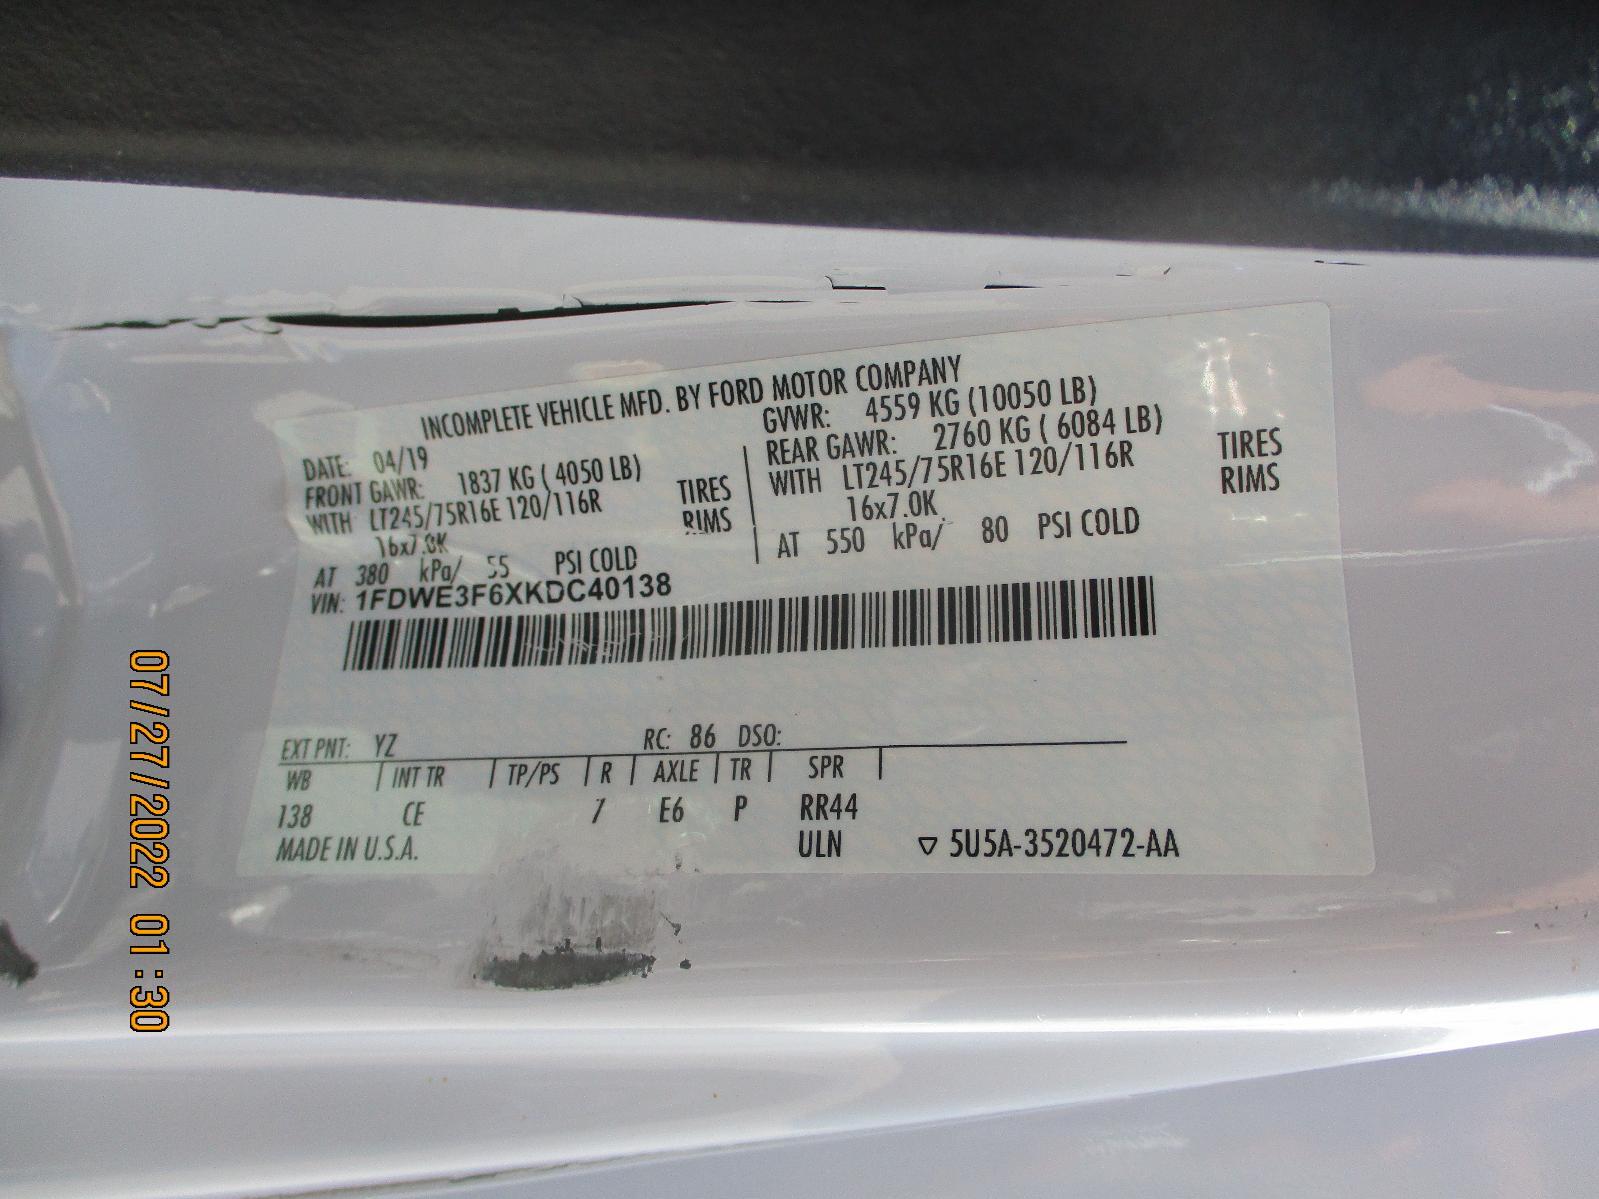 INCOMPLETE VEHICLE MFD. BY FORD MOTOR COMPANY
DATE: 04/19
GVWR: 4559 KG (10050 LB)
FRONT GAWR: 1837 KG ( 4050 LB)
REAR GAWR: 2760 KG ( 6084 LB)
WITH LT245/75R16E 120/116R TIRES
WITH LT245/75R16E 120/116R TIRES
16x7.0K RIMS
16x7.0K RIMS
AT 380 kPa/ 55 PSI COLD
AT 550 kPa/ 80 PSI COLD
VIN: 1FDWE3F6XKDC40138
EXT PNT: YZ RC: 86 DSO:
WB INT TR TP/PS R AXLE TR SPR
138 CE 7 E6 P RR44
MADE IN U.S.A. ULN ▽ 5U5A-3520472-AA
07/27/2022 01:30